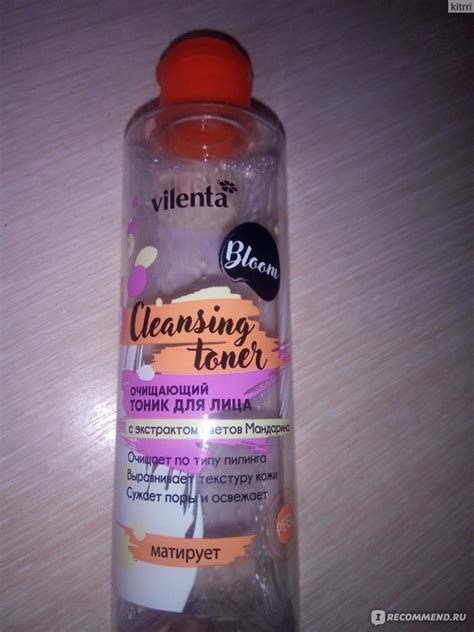 kitrri
vilenta
Bloom
Cleansing
toner
ОЧИЩАЮЩИЙ
ТОНИК ДЛЯ ЛИЦА
с экстрактом цветов Мандарина
Очищает по типу пилинга
Выравнивает текстуру кожи
Сужает поры и освежает
матирует
IRECOMMEND.RU